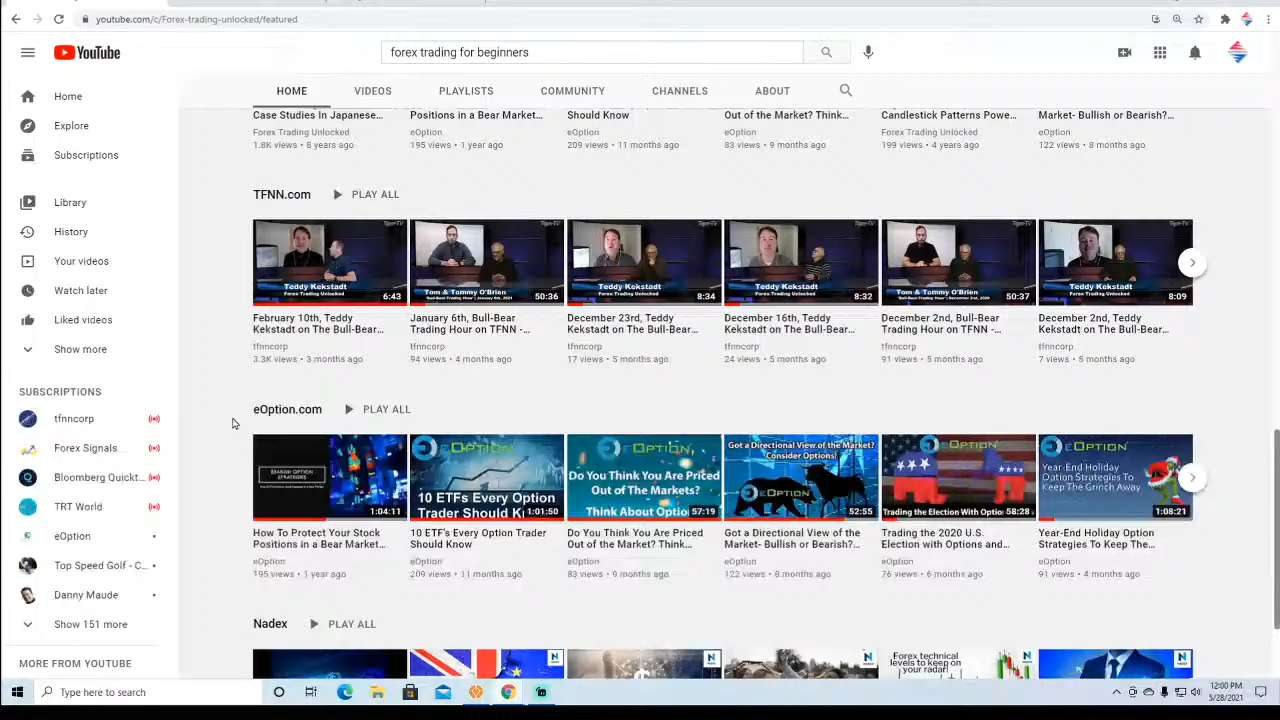 youtube.com/c/Forex-trading-unlocked/featured
YouTube
forex trading for beginners
HOME VIDEOS PLAYLISTS COMMUNITY CHANNELS ABOUT
Home
Explore
Subscriptions
Library
History
Your videos
Watch later
Liked videos
Show more
SUBSCRIPTIONS
tfnncorp
Forex Signals
Bloomberg Quickt...
TRT World
eOption
Top Speed Golf - C...
Danny Maude
Show 151 more
MORE FROM YOUTUBE
Case Studies In Japanese...
Forex Trading Unlocked
1.8K views • 8 years ago
Positions in a Bear Market...
eOption
195 views • 1 year ago
Should Know
eOption
209 views • 11 months ago
Out of the Market? Think...
eOption
83 views • 9 months ago
Candlestick Patterns Powe...
Forex Trading Unlocked
199 views • 4 years ago
Market- Bullish or Bearish?...
eOption
122 views • 8 months ago
TFNN.com PLAY ALL
Teddy Kekstadt
Forex Trading Unlocked
6:43
February 10th, Teddy
Kekstadt on The Bull-Bear...
tfnncorp
3.3K views • 3 months ago
Tom & Tommy O'Brien
50:36
January 6th, Bull-Bear
Trading Hour on TFNN -...
tfnncorp
94 views • 4 months ago
Teddy Kekstadt
Forex Trading Unlocked
8:34
December 23rd, Teddy
Kekstadt on The Bull-Bear...
tfnncorp
17 views • 5 months ago
Teddy Kekstadt
Forex Trading Unlocked
8:32
December 16th, Teddy
Kekstadt on The Bull-Bear...
tfnncorp
24 views • 5 months ago
Tom & Tommy O'Brien
50:37
December 2nd, Bull-Bear
Trading Hour on TFNN -...
tfnncorp
91 views • 5 months ago
Teddy Kekstadt
Forex Trading Unlocked
8:09
December 2nd, Teddy
Kekstadt on The Bull-Bear...
tfnncorp
7 views • 5 months ago
eOption.com PLAY ALL
BEARISH OPTION
STRATEGIES
1:04:11
How To Protect Your Stock
Positions in a Bear Market...
eOption
195 views • 1 year ago
eOPTION
10 ETFs Every Option
Trader Should K
1:01:50
10 ETF's Every Option Trader
Should Know
eOption
209 views • 11 months ago
eOPTION
Do You Think You Are Priced
Out of The Markets?
Think About Optio
57:19
Do You Think You Are Priced
Out of the Market? Think...
eOption
83 views • 9 months ago
Got a Directional View of the Market?
Consider Options!
eOPTION
52:55
Got a Directional View of the
Market- Bullish or Bearish?...
eOption
122 views • 8 months ago
eOPTION
Trading the Election With Optio
58:28
Trading the 2020 U.S.
Election with Options and...
eOption
76 views • 6 months ago
eOPTION
Year-End Holiday
Option Strategies To
Keep The Grinch Away
1:08:21
Year-End Holiday Option
Strategies To Keep The...
eOption
91 views • 4 months ago
Nadex PLAY ALL
N
N
N
Forex technical
levels to keep on
your radar!
N
N
Type here to search
12:00 PM
5/28/2021